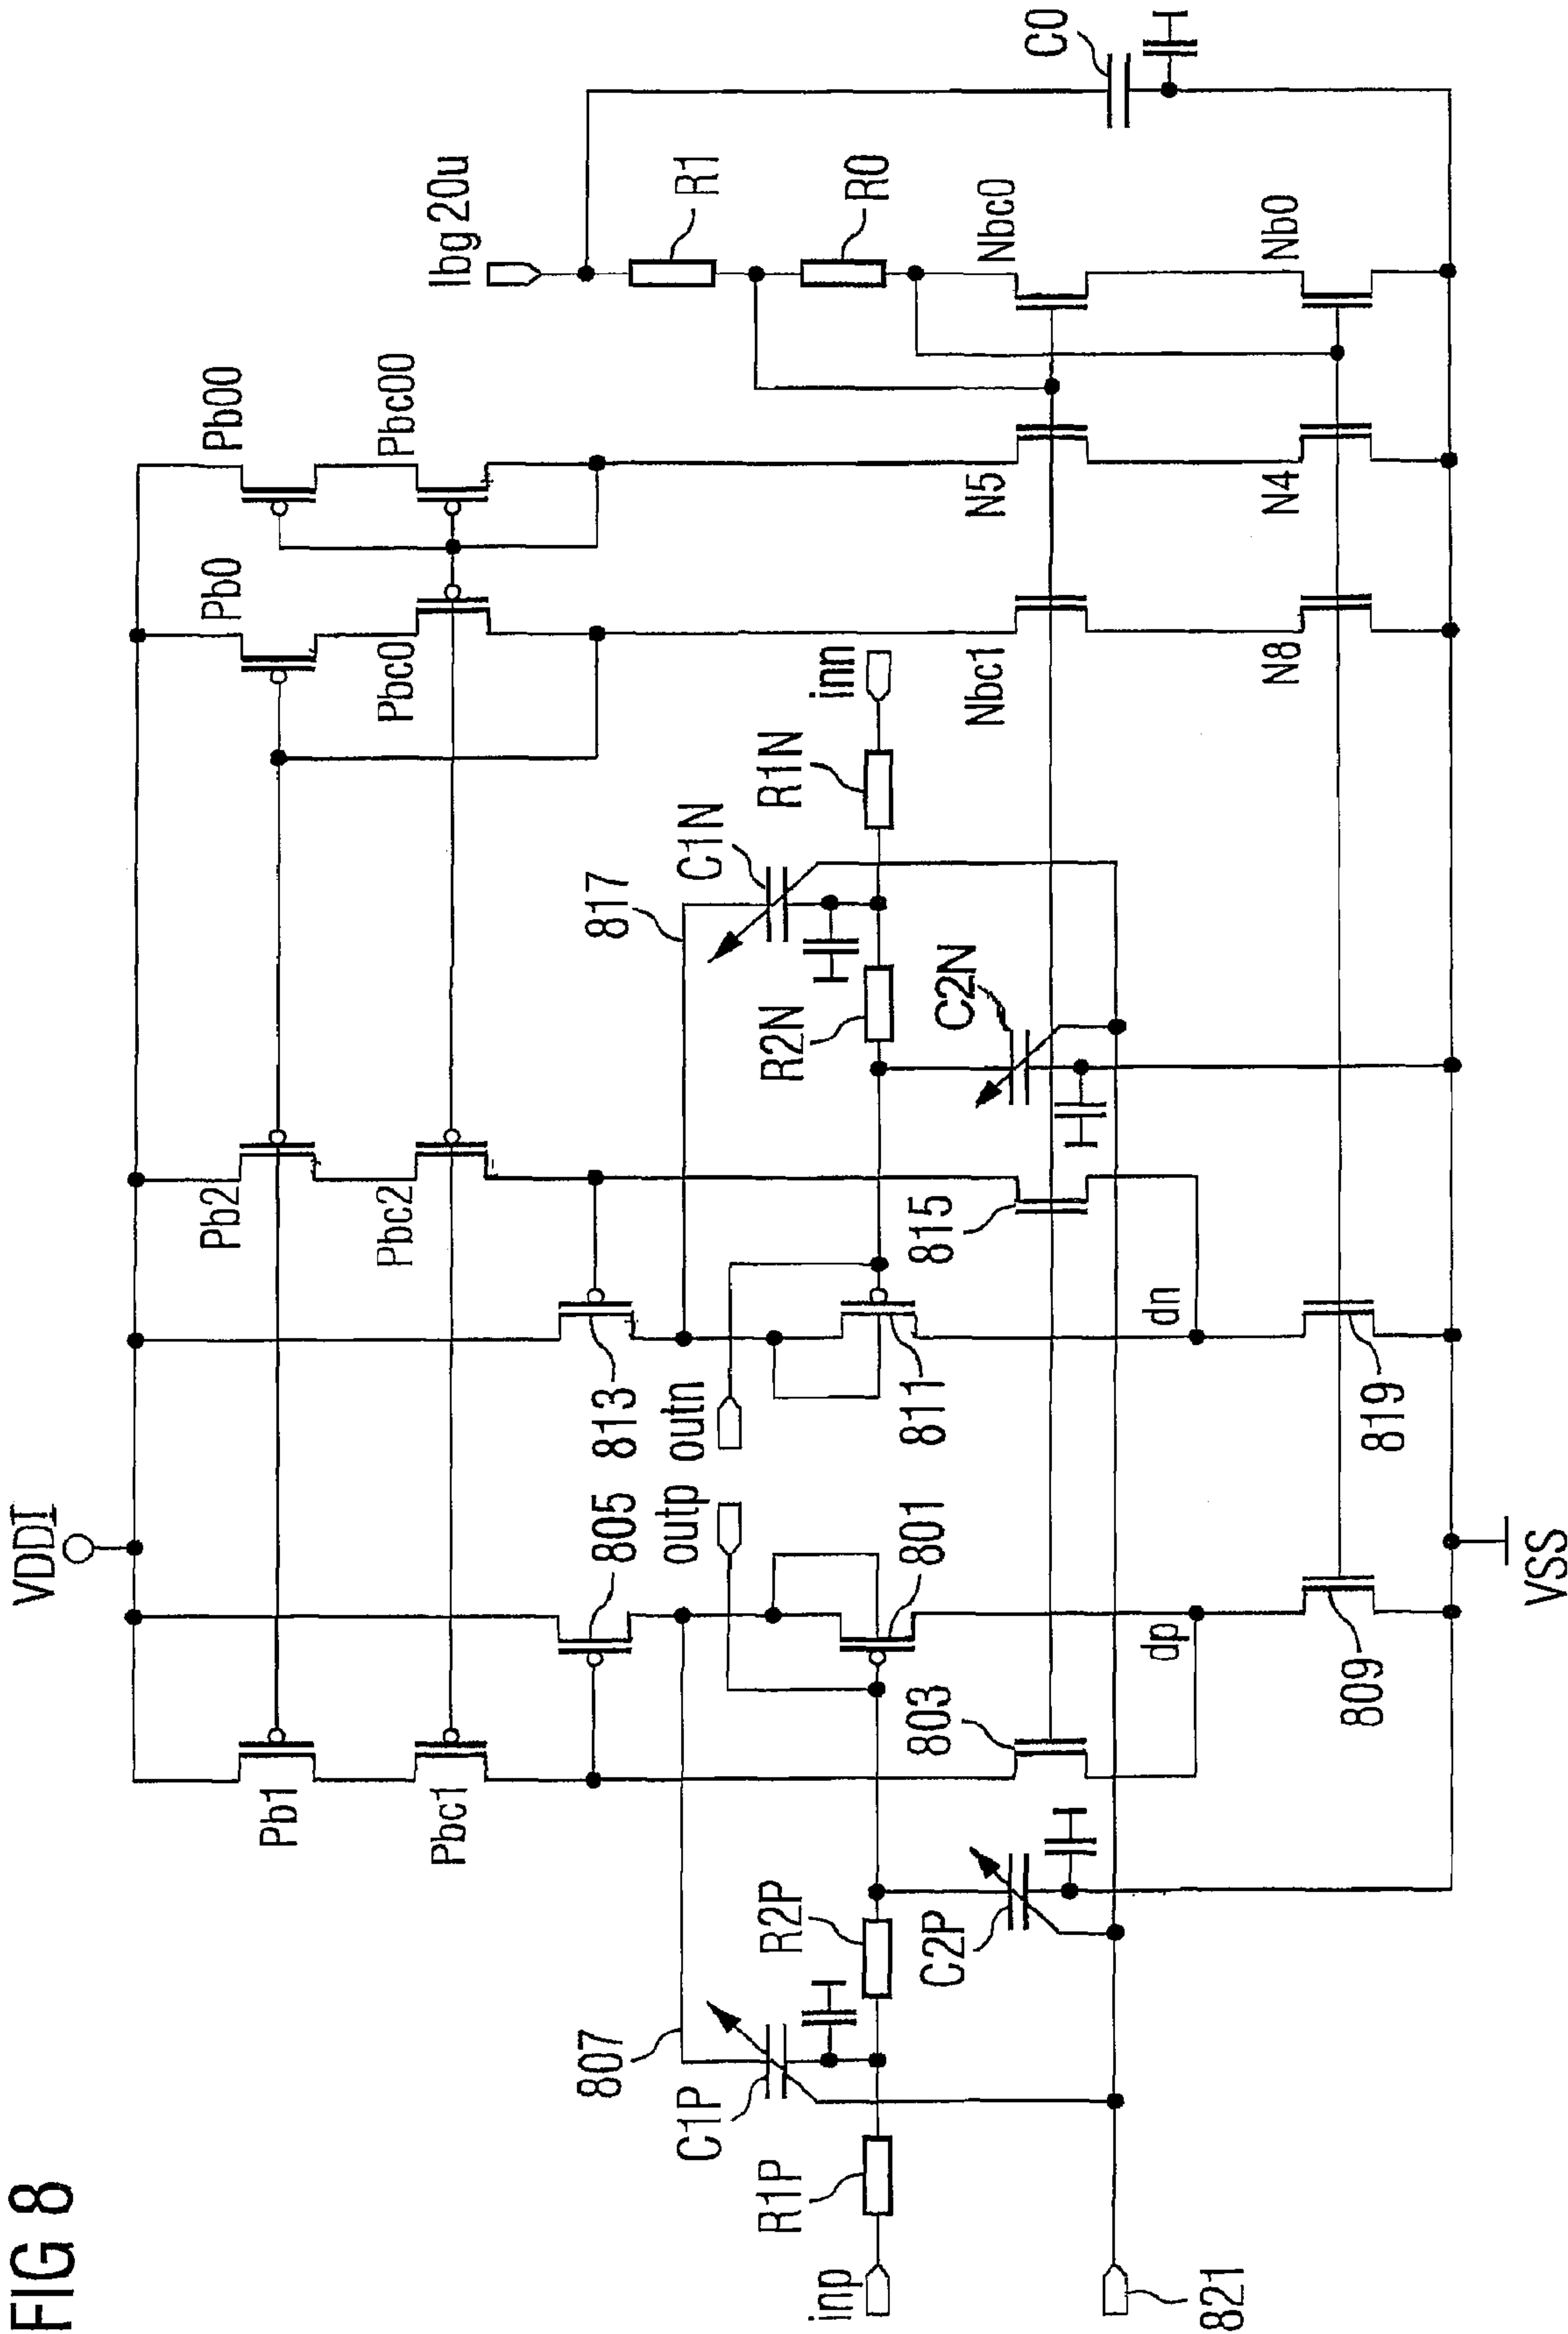 FIG 8
VDDI
Ibg 20u
C0
R1
R0
Pb1
Pb2
Pb0
Pb00
Pbc1
Pbc2
Pbc0
Pbc00
805
813
outp
outn
807
817
C1P
C1N
inp
R1P
R2P
801
811
R2N
R1N
inn
C2P
C2N
803
815
Nbc1
N5
Nbc0
dp
dn
821
809
819
N8
N4
Nb0
VSS